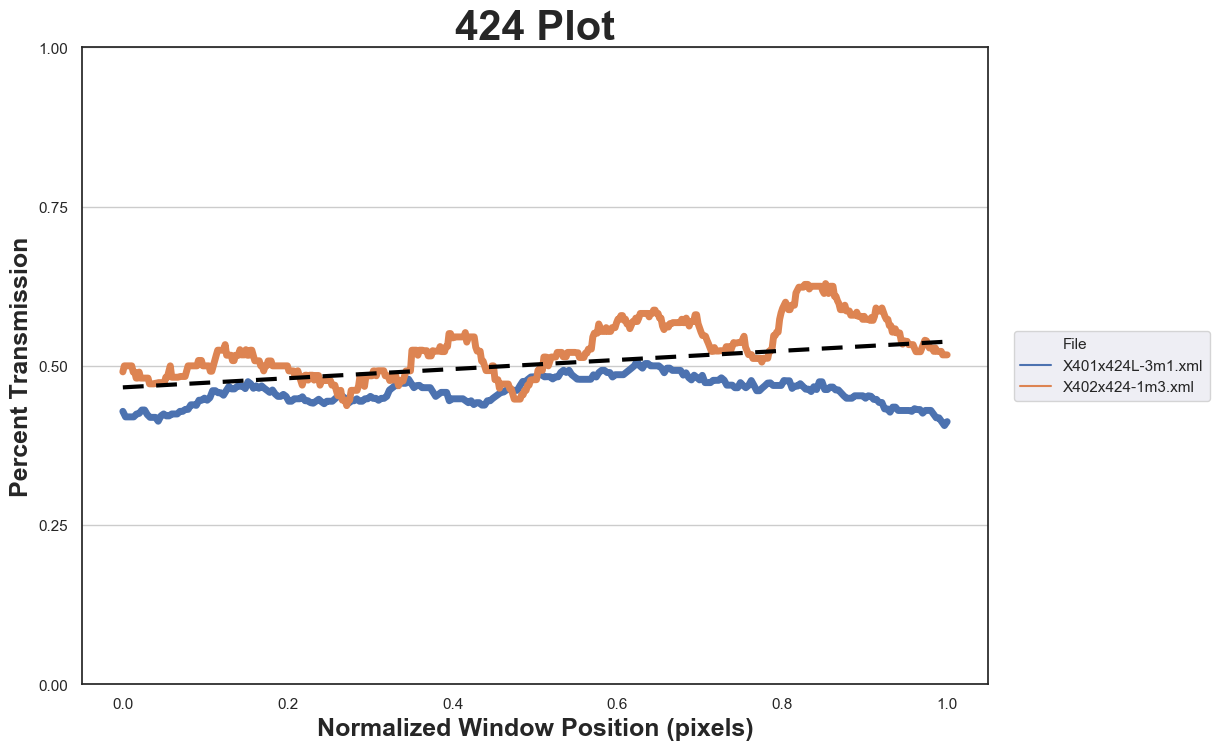 424 Plot
1.00
0.75
0.50
0.25
0.00
Percent Transmission
0.0 0.2 0.4 0.6 0.8 1.0
Normalized Window Position (pixels)
File
X401x424L-3m1.xml
X402x424-1m3.xml